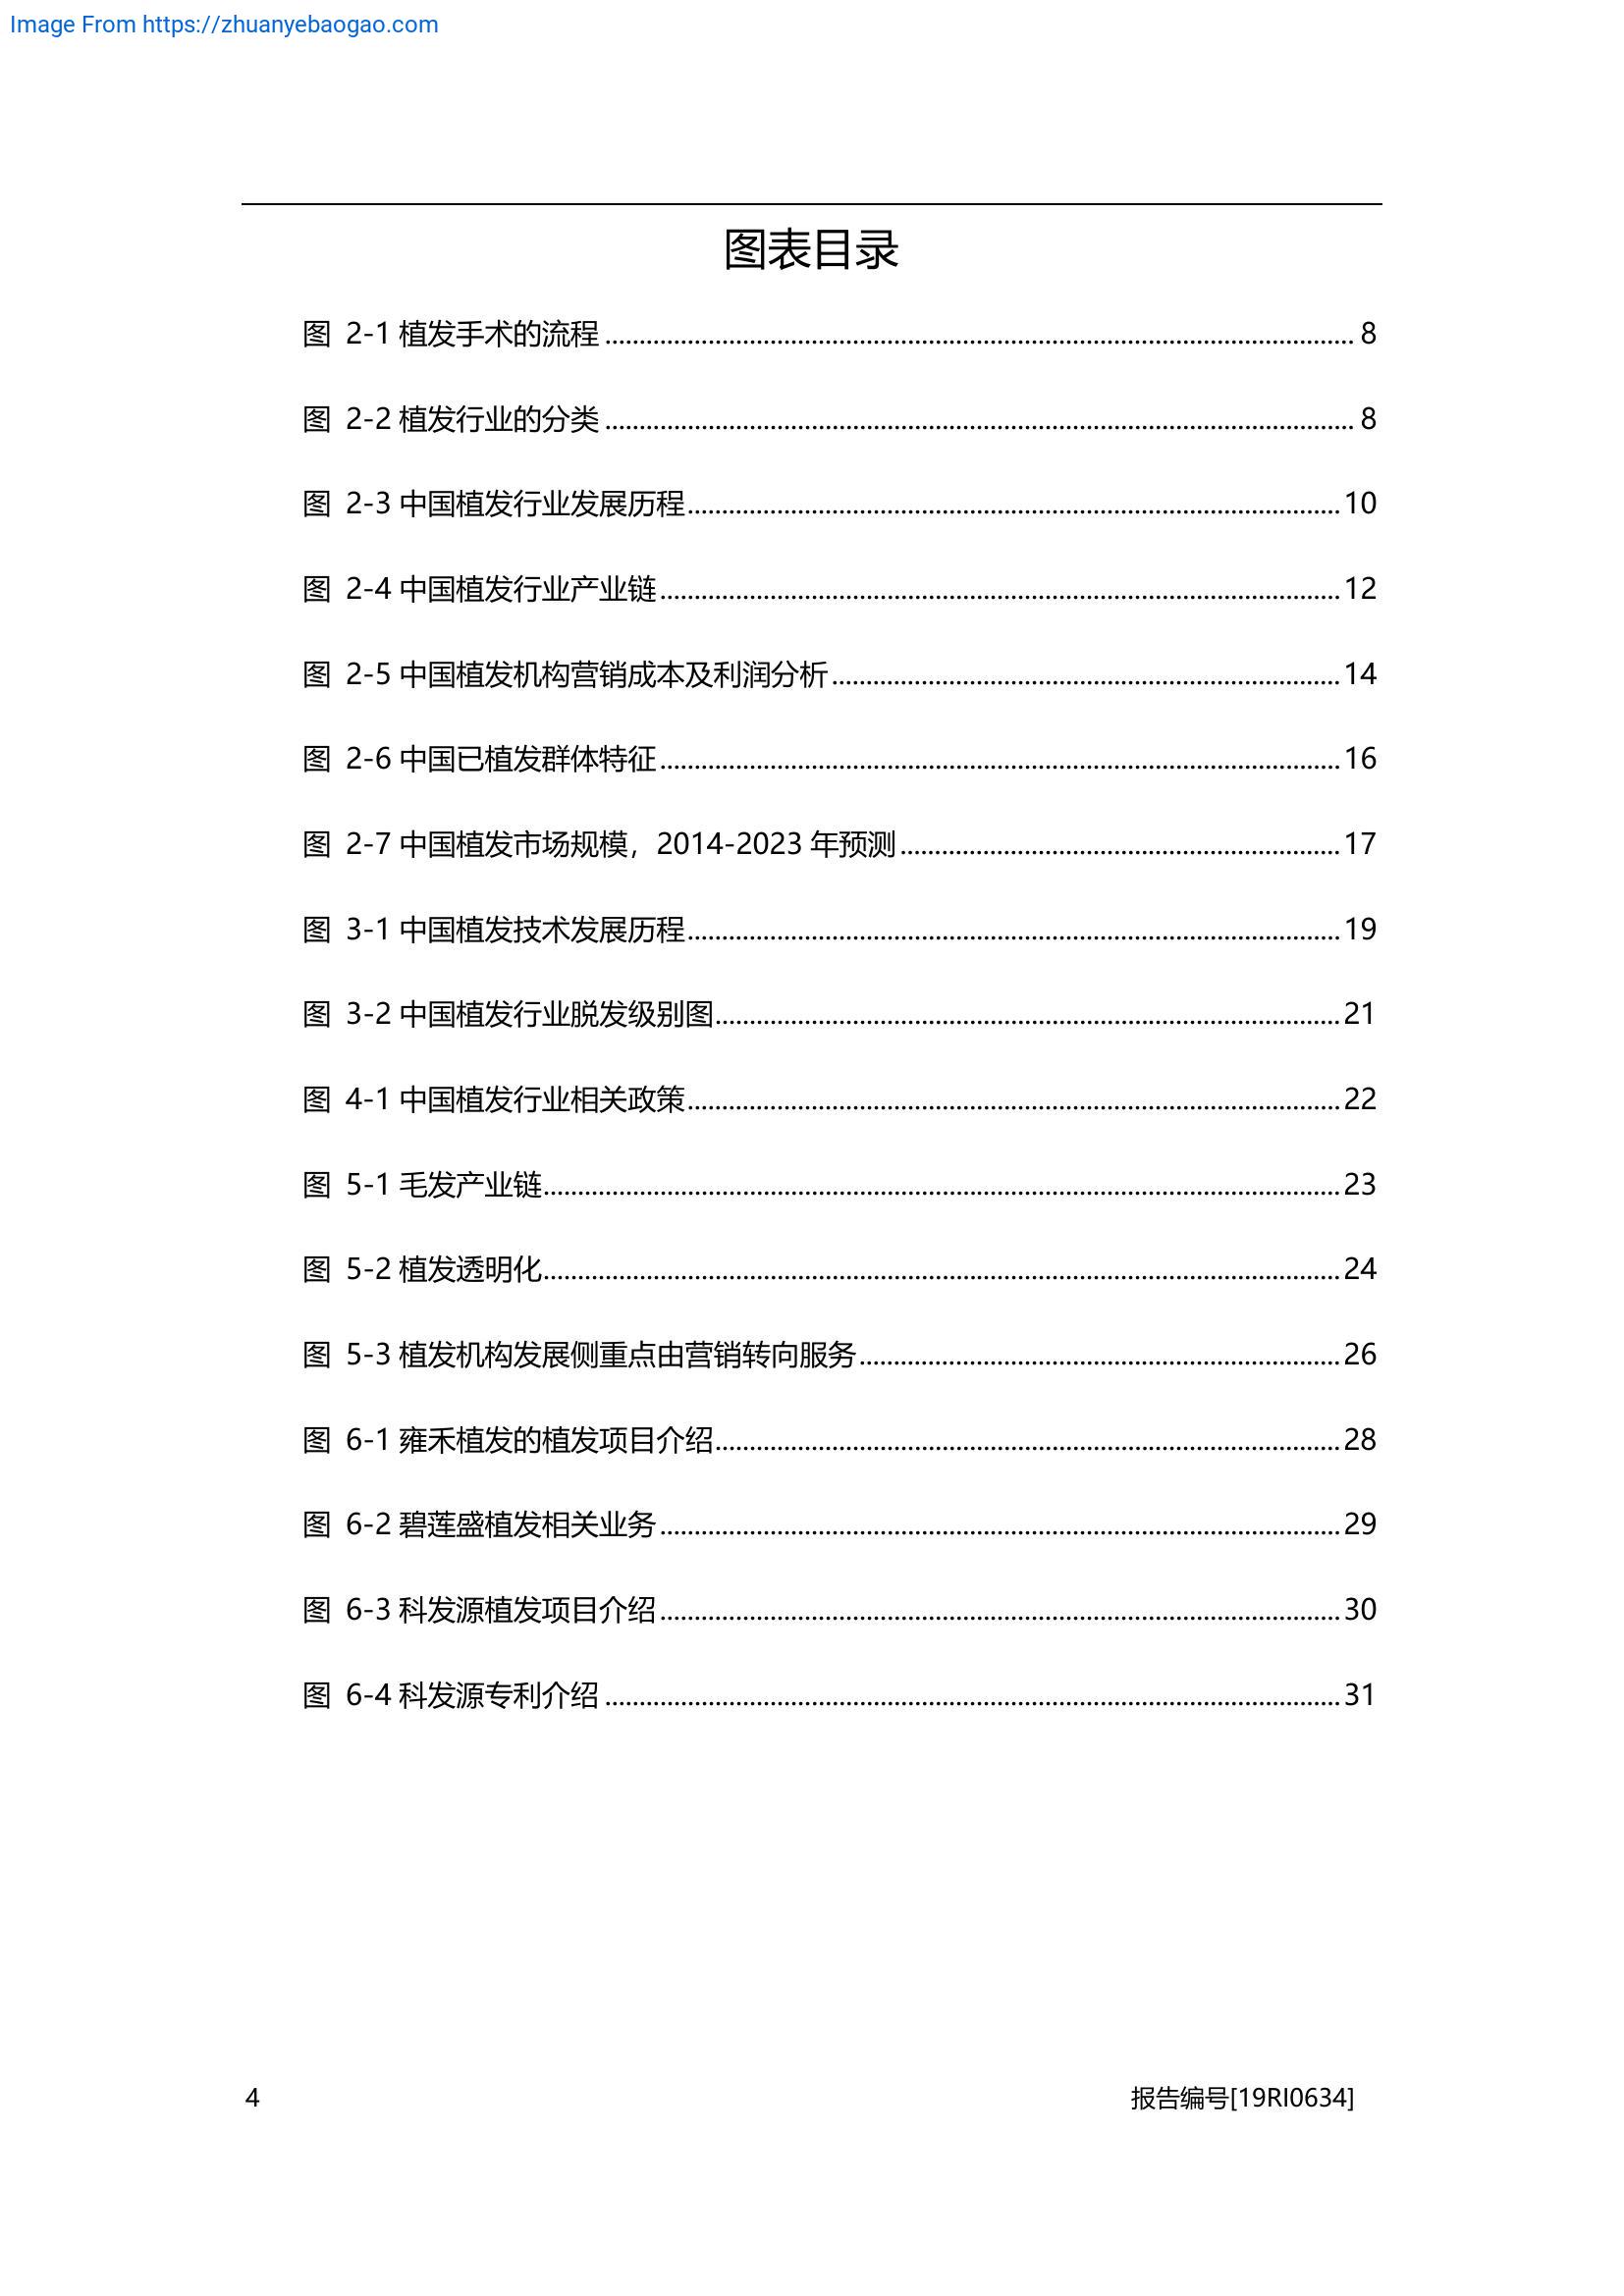 Image From https://zhuanyebaogao.com
图表目录
图 2-1 植发手术的流程 ........ 8
图 2-2 植发行业的分类 ........ 8
图 2-3 中国植发行业发展历程 ........ 10
图 2-4 中国植发行业产业链 ........ 12
图 2-5 中国植发机构营销成本及利润分析 ........ 14
图 2-6 中国已植发群体特征 ........ 16
图 2-7 中国植发市场规模，2014-2023 年预测 ........ 17
图 3-1 中国植发技术发展历程 ........ 19
图 3-2 中国植发行业脱发级别图 ........ 21
图 4-1 中国植发行业相关政策 ........ 22
图 5-1 毛发产业链 ........ 23
图 5-2 植发透明化 ........ 24
图 5-3 植发机构发展侧重点由营销转向服务 ........ 26
图 6-1 雍禾植发的植发项目介绍 ........ 28
图 6-2 碧莲盛植发相关业务 ........ 29
图 6-3 科发源植发项目介绍 ........ 30
图 6-4 科发源专利介绍 ........ 31
4 报告编号[19RI0634]